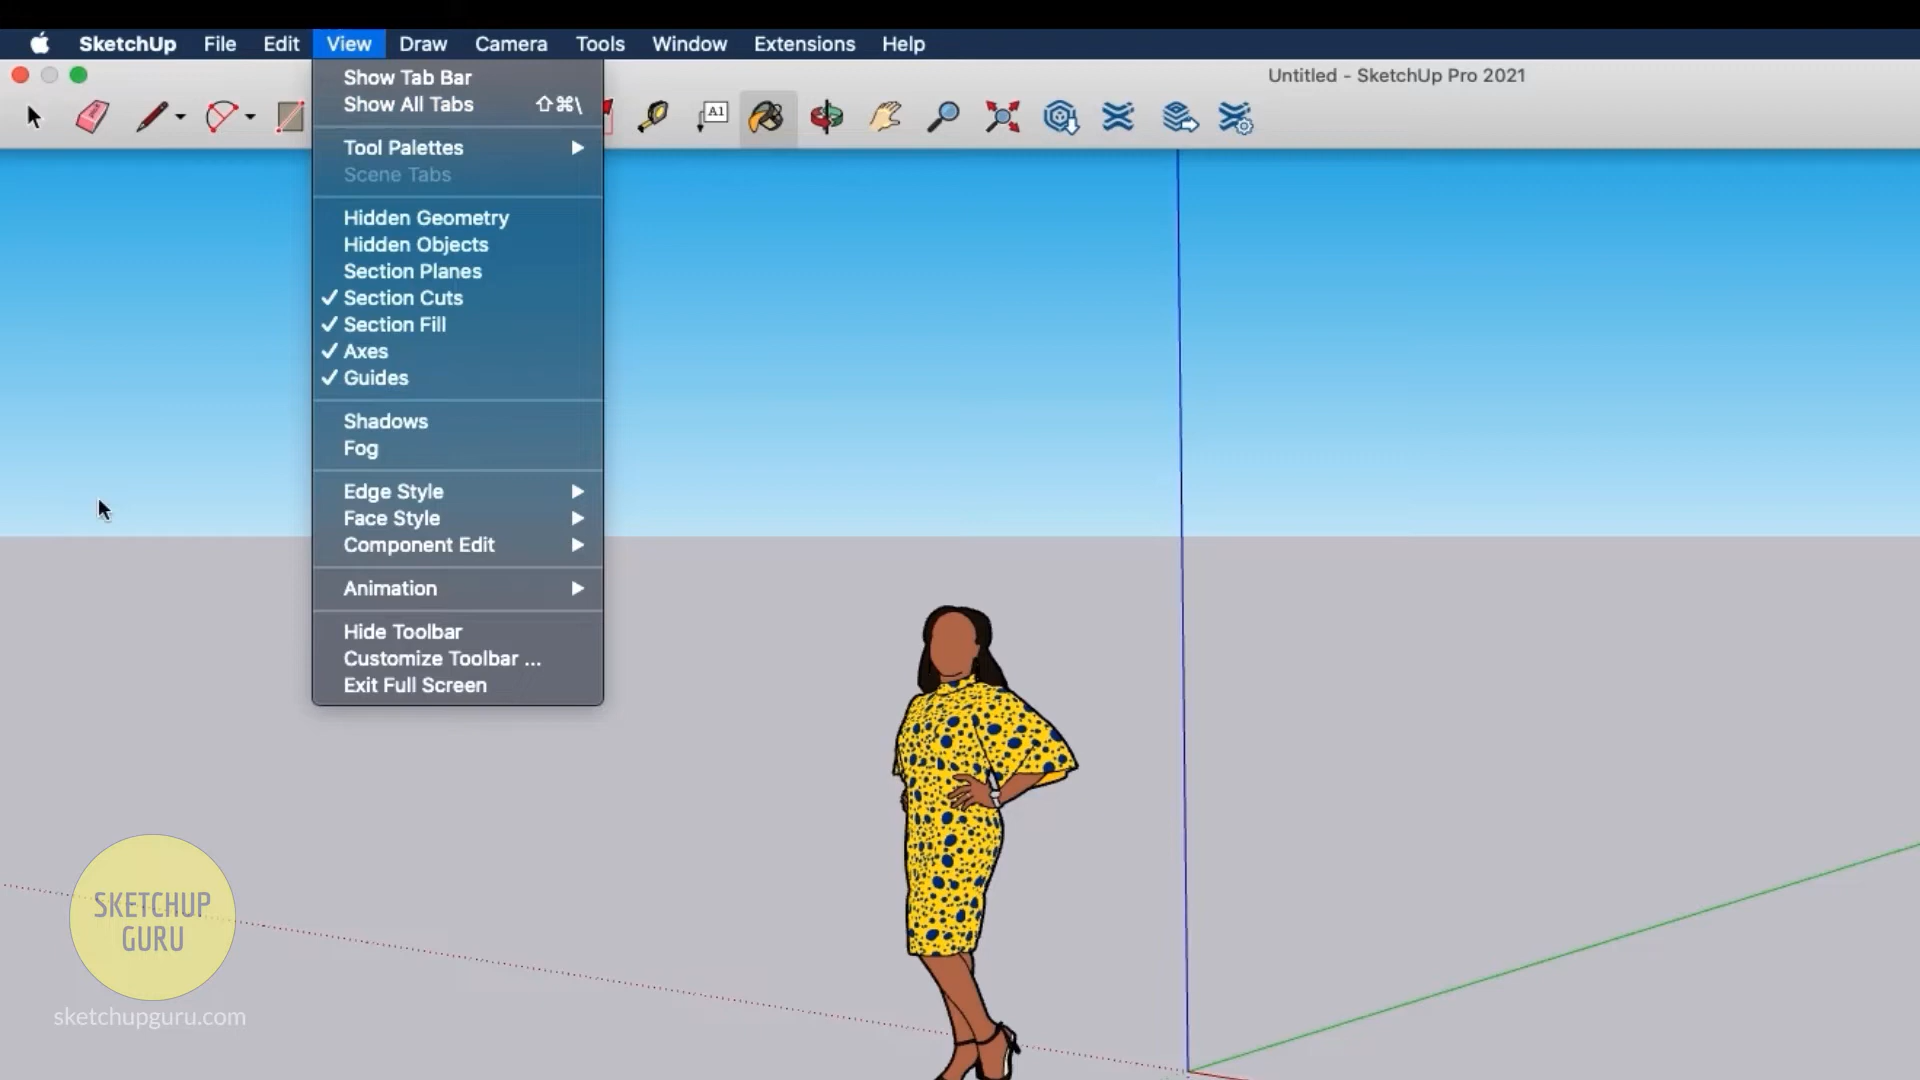 SketchUp File Edit View Draw Camera Tools Window Extensions Help
Untitled - SketchUp Pro 2021
A1
Show Tab Bar
Show All Tabs ⇧⌘\
Tool Palettes
Scene Tabs
Hidden Geometry
Hidden Objects
Section Planes
✓ Section Cuts
✓ Section Fill
✓ Axes
✓ Guides
Shadows
Fog
Edge Style
Face Style
Component Edit
Animation
Hide Toolbar
Customize Toolbar ...
Exit Full Screen
SKETCHUP
GURU
sketchupguru.com